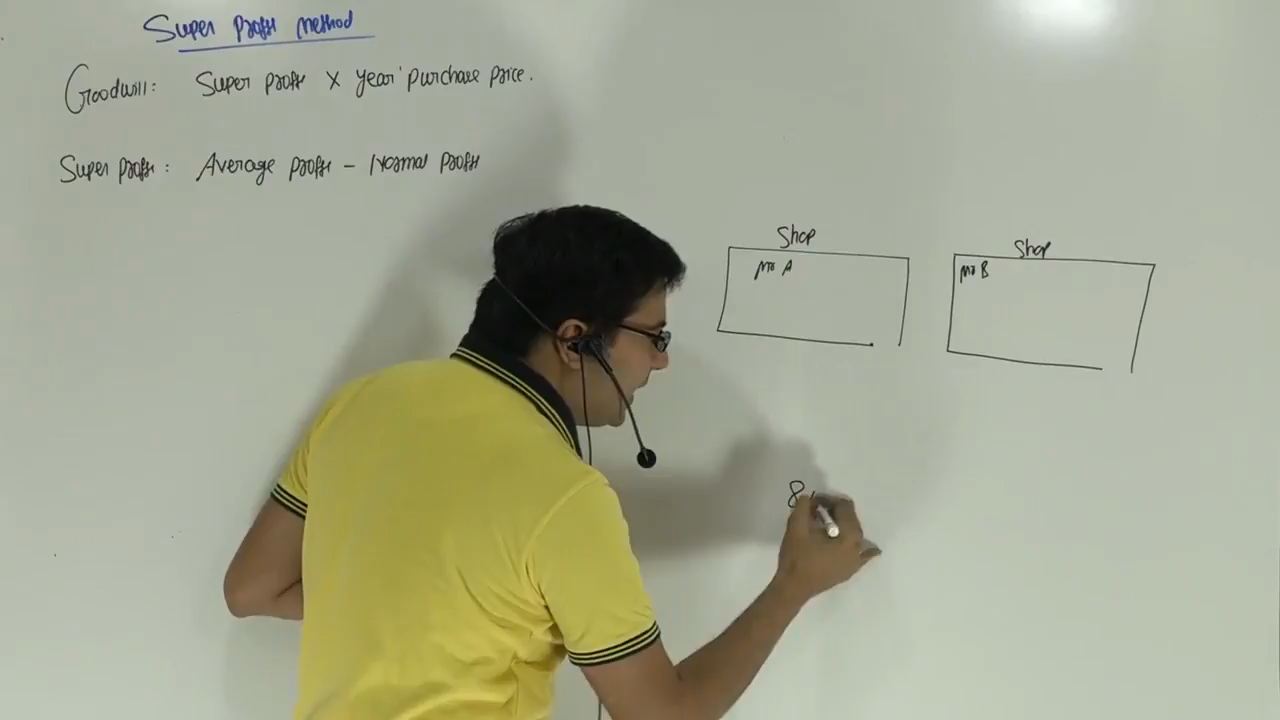 Super Profit Method
Goodwill: Super profit X Year' purchase price.
Super profit: Average profit - Normal profit
Shop
Mr A
Shop
Mr B
8